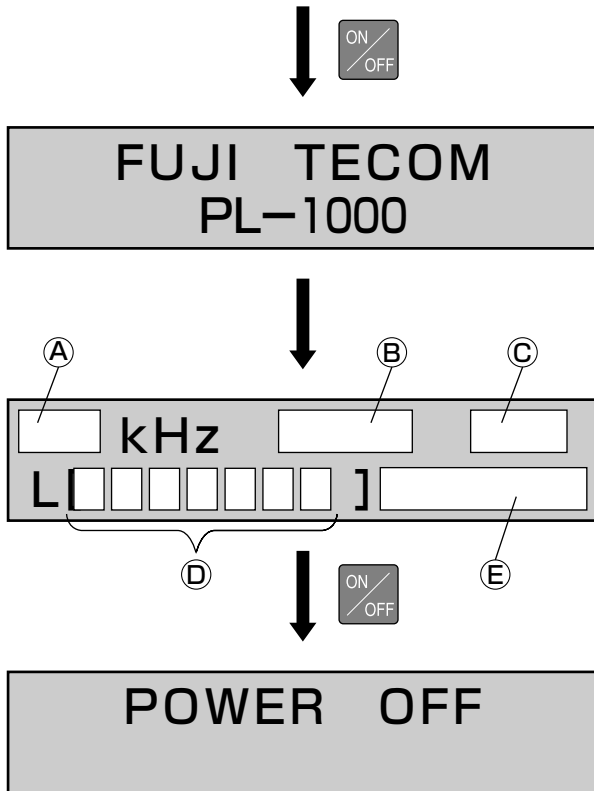 ON
OFF
FUJI TECOM
PL-1000
Ⓐ Ⓑ Ⓒ
kHz
L[ ]
Ⓓ Ⓔ
ON
OFF
POWER OFF